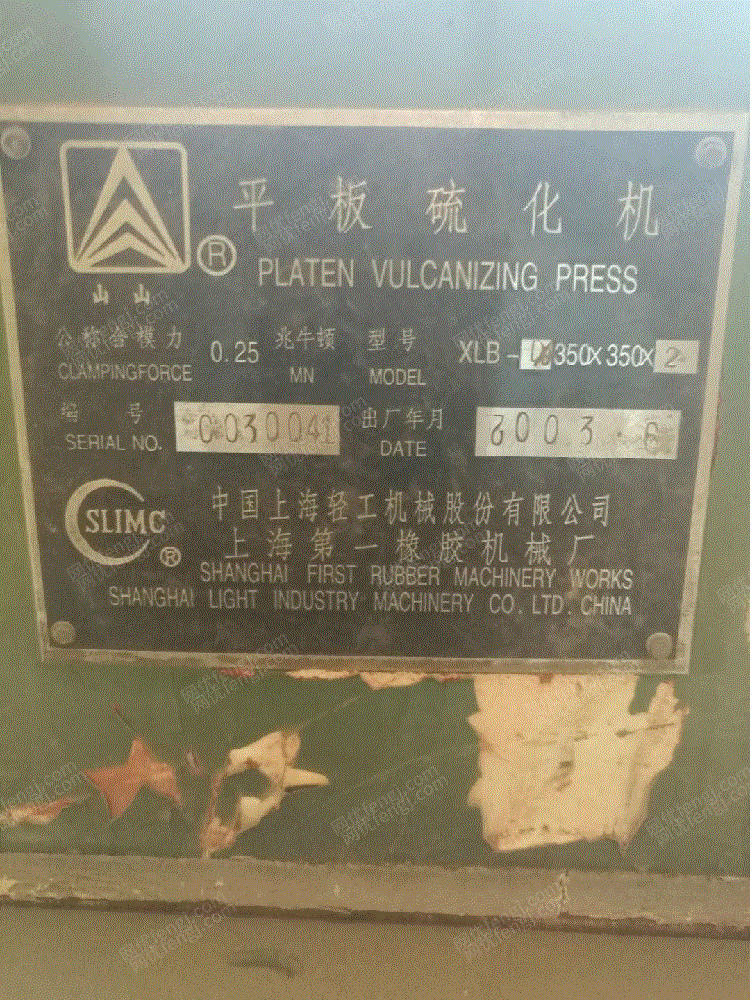 平板硫化机
®
PLATEN VULCANIZING PRESS
山山
公称合模力 0.25 兆牛顿 型号 XLB- 350×350×2
CLAMPINGFORCE MN MODEL
编号 0030041 出厂年月 2003.
SERIAL NO. DATE
SLIMC ®
中国上海轻工机械股份有限公司
上海第一橡胶机械厂
SHANGHAI FIRST RUBBER MACHINERY WORKS
SHANGHAI LIGHT INDUSTRY MACHINERY CO. LTD. CHINA